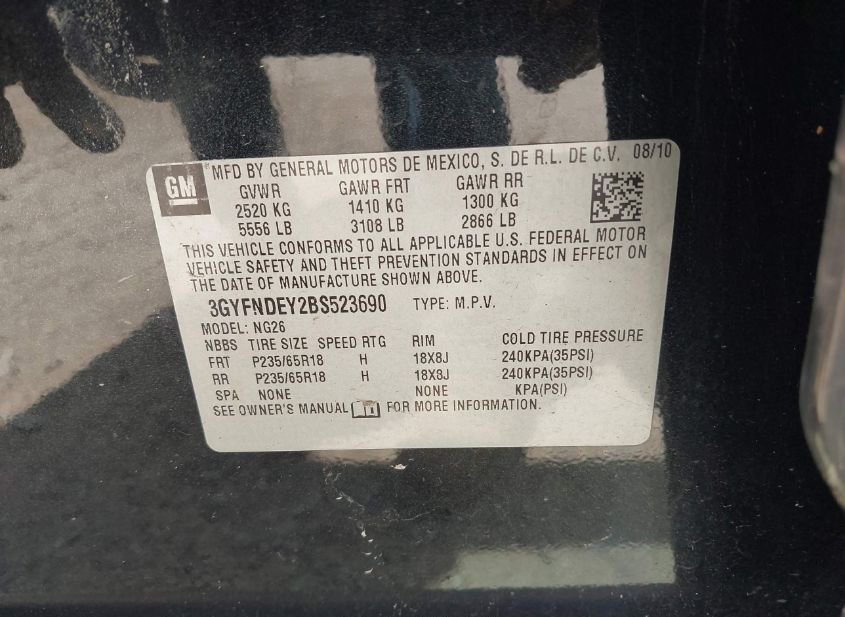 GM
MFD BY GENERAL MOTORS DE MEXICO, S. DE R.L. DE C.V. 08/10
GVWR GAWR FRT GAWR RR
2520 KG 1410 KG 1300 KG
5556 LB 3108 LB 2866 LB
THIS VEHICLE CONFORMS TO ALL APPLICABLE U.S. FEDERAL MOTOR
VEHICLE SAFETY AND THEFT PREVENTION STANDARDS IN EFFECT ON
THE DATE OF MANUFACTURE SHOWN ABOVE.
3GYFNDEY2BS523690 TYPE: M.P.V.
MODEL: NG26
NBBS TIRE SIZE SPEED RTG RIM COLD TIRE PRESSURE
FRT P235/65R18 H 18X8J 240KPA(35PSI)
RR P235/65R18 H 18X8J 240KPA(35PSI)
SPA NONE NONE KPA(PSI)
SEE OWNER'S MANUAL FOR MORE INFORMATION.